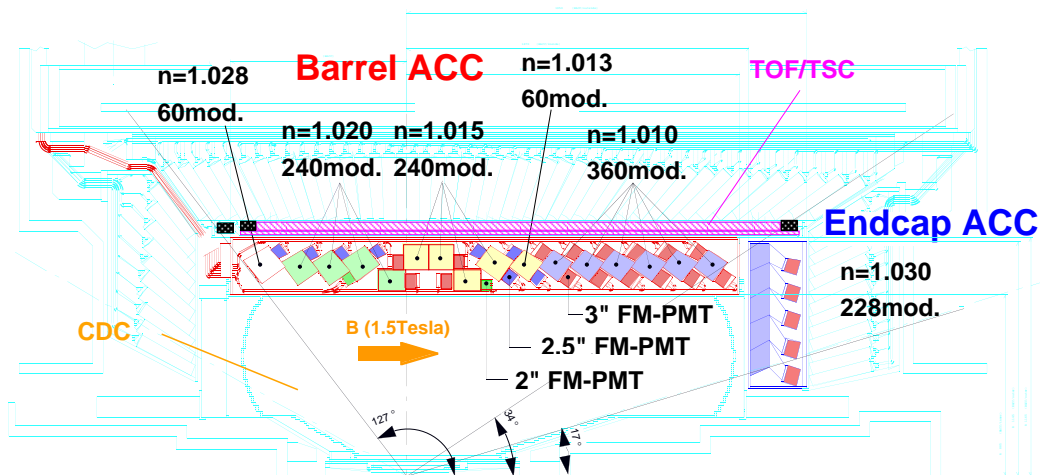 Barrel ACC
n=1.028
60mod.
n=1.013
60mod.
TOF/TSC
n=1.020
240mod.
n=1.015
240mod.
n=1.010
360mod.
Endcap ACC
n=1.030
228mod.
CDC
B (1.5Tesla)
3" FM-PMT
2.5" FM-PMT
2" FM-PMT
127°
34°
17°